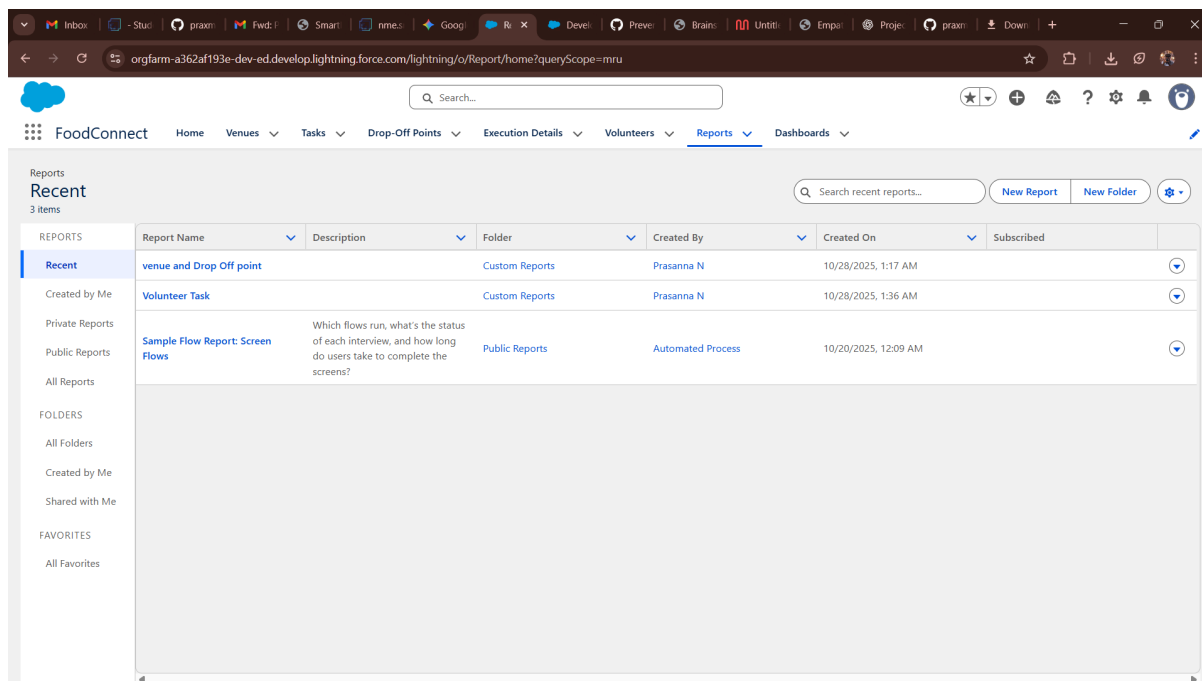 Inbox
- Stud
praxm
Fwd: P
Smart
nme.s
Googl
Re
Devel
Preve
Brains
Untitle
Empat
Projec
praxm
Down
orgfarm-a362af193e-dev-ed.develop.lightning.force.com/lightning/o/Report/home?queryScope=mru
Search...
FoodConnect
Home
Venues
Tasks
Drop-Off Points
Execution Details
Volunteers
Reports
Dashboards
Reports
Recent
3 items
Search recent reports...
New Report
New Folder
REPORTS
Recent
Created by Me
Private Reports
Public Reports
All Reports
FOLDERS
All Folders
Created by Me
Shared with Me
FAVORITES
All Favorites
Report Name
Description
Folder
Created By
Created On
Subscribed
venue and Drop Off point
Custom Reports
Prasanna N
10/28/2025, 1:17 AM
Volunteer Task
Custom Reports
Prasanna N
10/28/2025, 1:36 AM
Sample Flow Report: Screen
Flows
Which flows run, what's the status
of each interview, and how long
do users take to complete the
screens?
Public Reports
Automated Process
10/20/2025, 12:09 AM